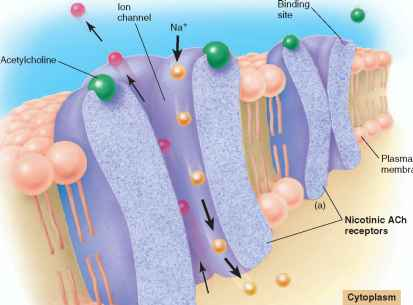 Ion
channel
Binding
site
Na+
Acetylcholine
Plasma
membra
(a)
Nicotinic ACh
receptors
Cytoplasm